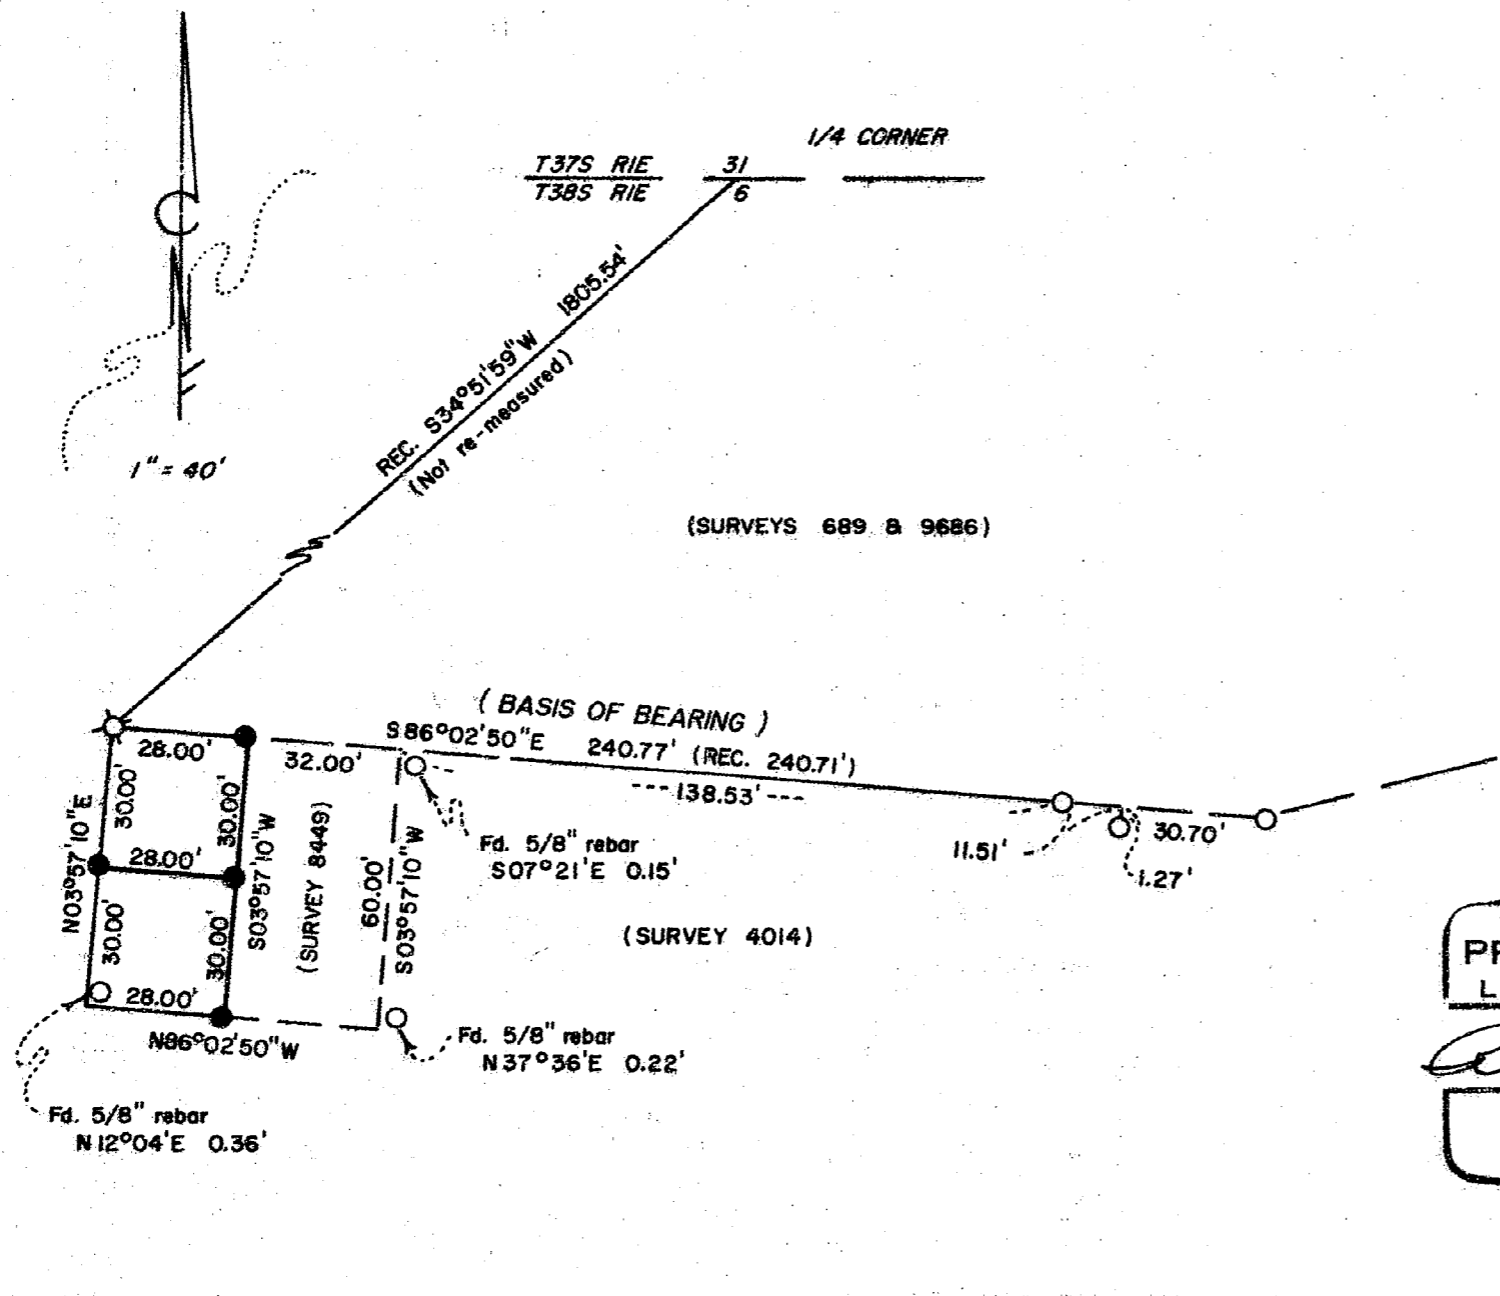 1/4 CORNER
T37S R1E 31
T38S R1E 6
1" = 40'
REC. S34°51'59"W 1805.54'
(Not re-measured)
(SURVEYS 689 & 9686)
(BASIS OF BEARING)
S86°02'50"E 240.77' (REC. 240.71')
---138.53'---
28.00'
32.00'
30.00'
30.00'
N03°57'10"E
28.00'
S03°57'10"W
(SURVEY 8449)
60.00'
S03°57'10"W
30.00'
30.00'
28.00'
N86°02'50"W
Fd. 5/8" rebar
S07°21'E 0.15'
11.51'
30.70'
1.27'
(SURVEY 4014)
Fd. 5/8" rebar
N37°36'E 0.22'
Fd. 5/8" rebar
N12°04'E 0.36'